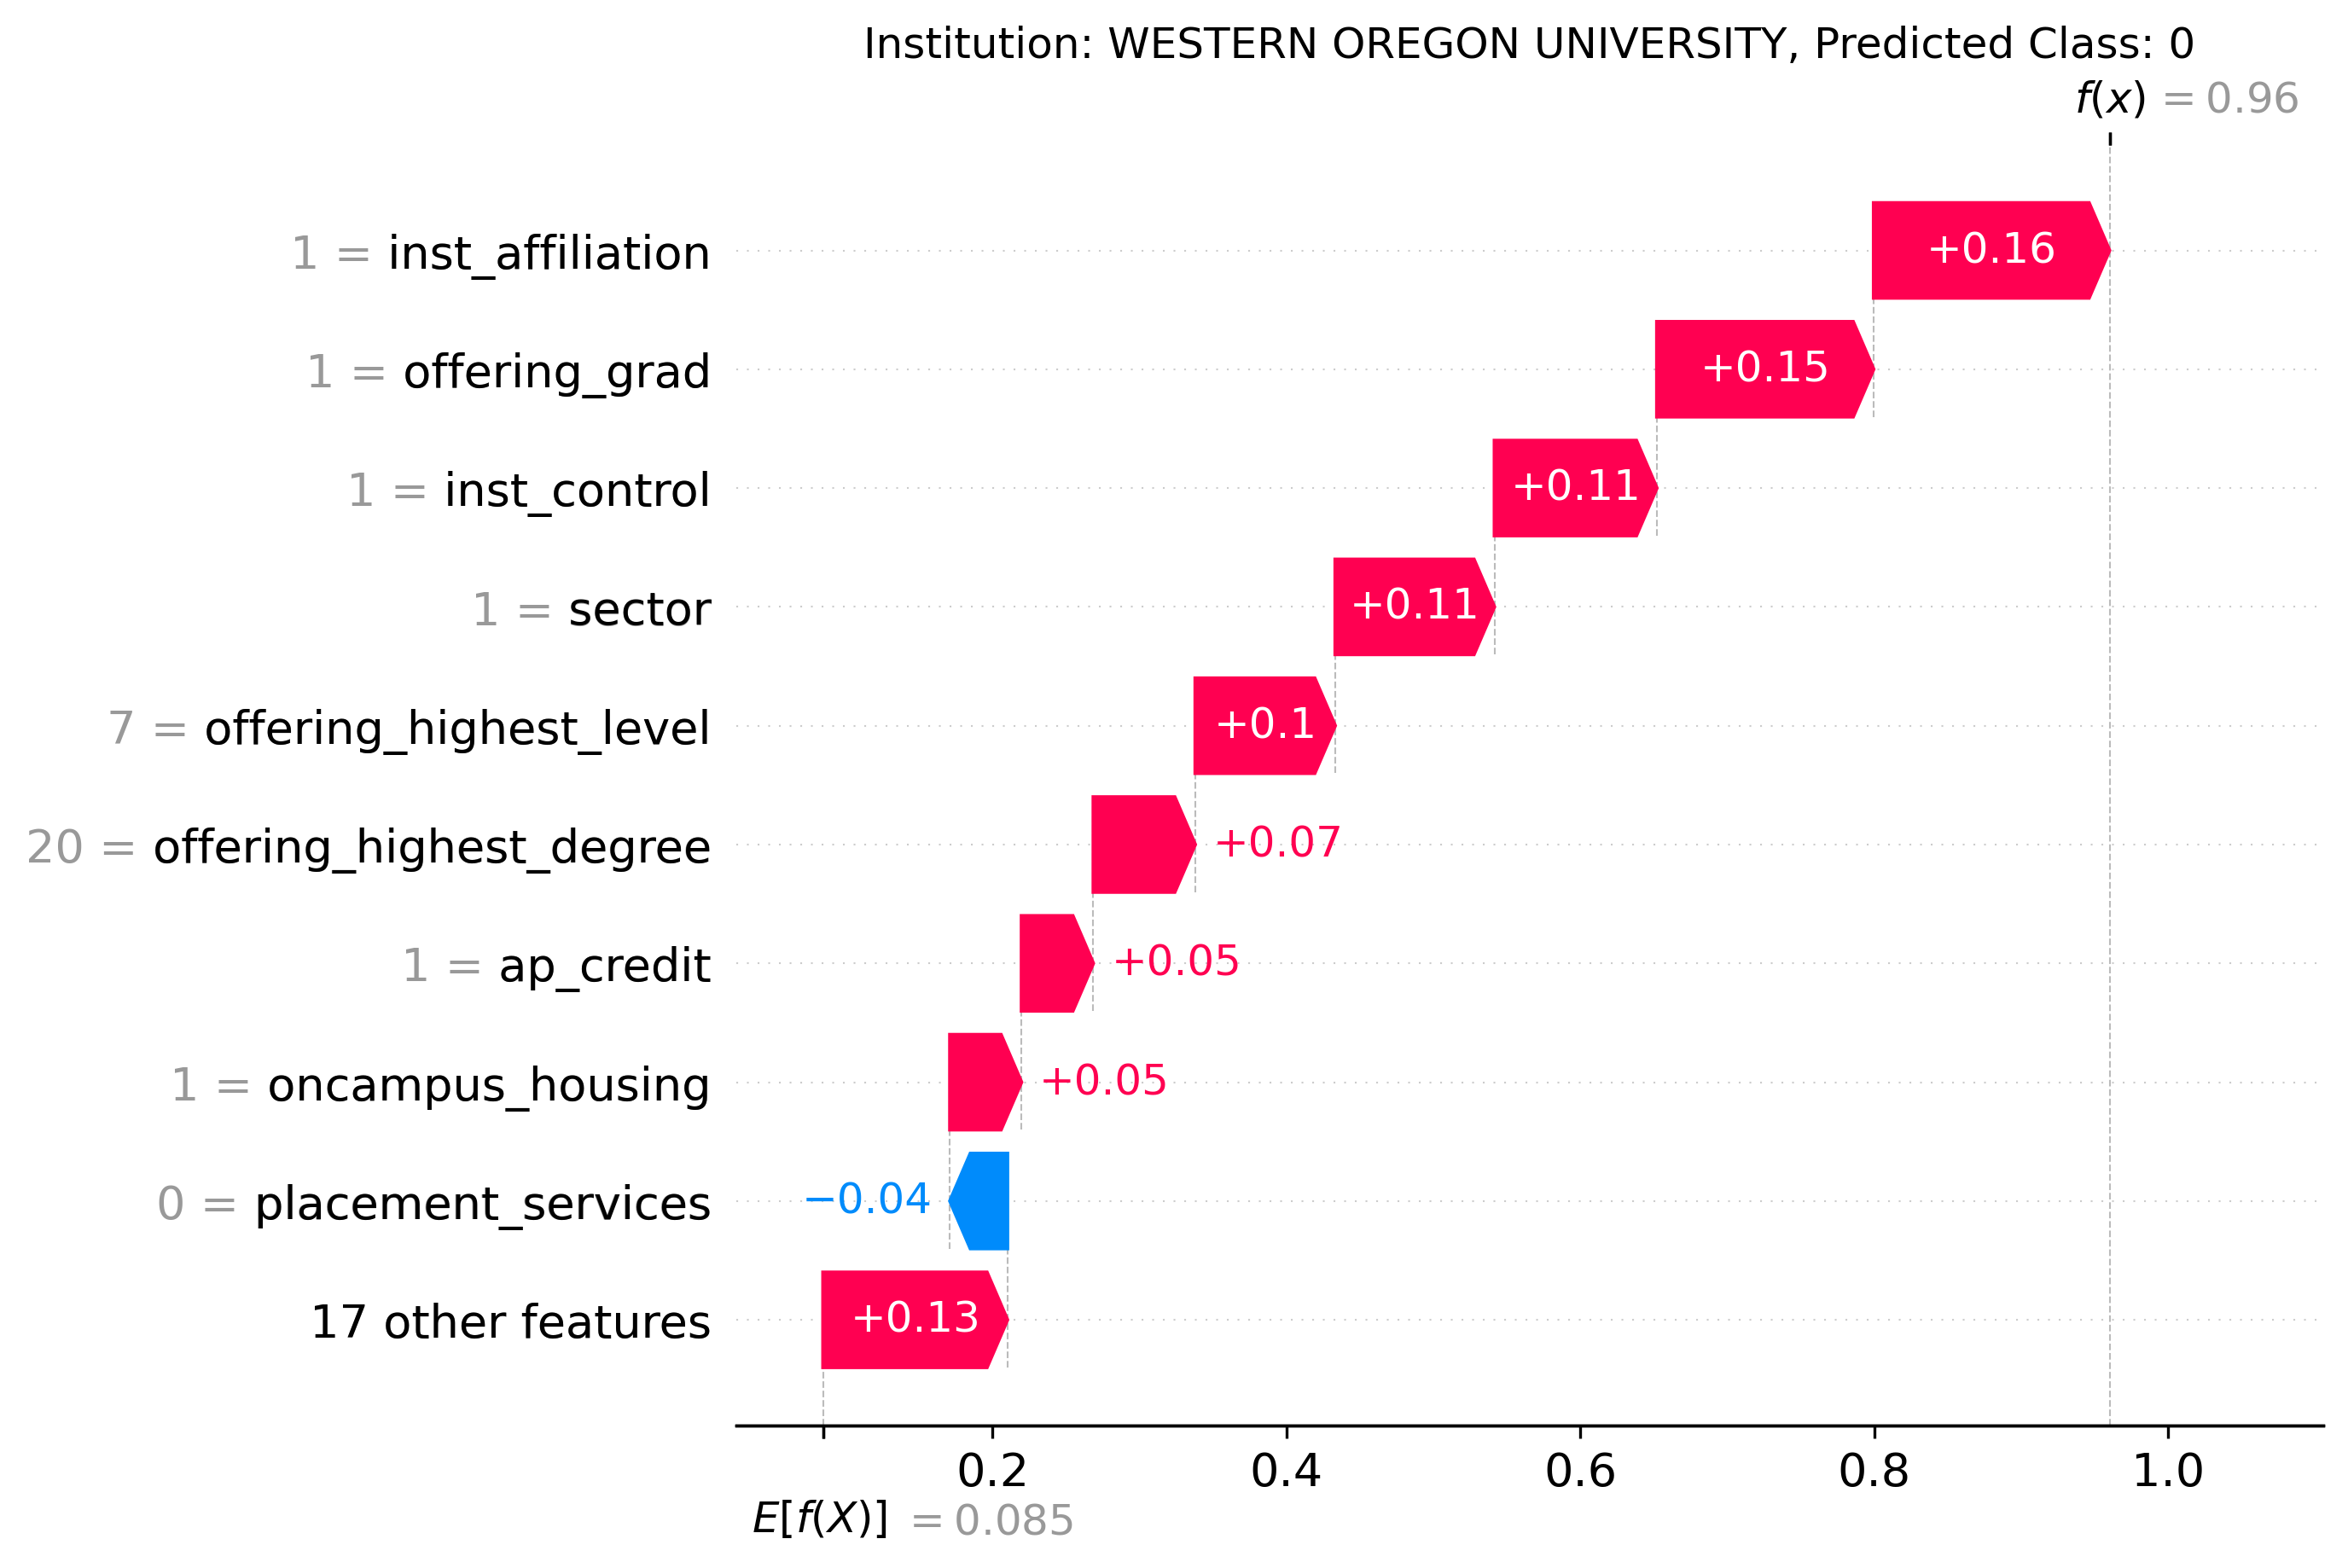 Institution: WESTERN OREGON UNIVERSITY, Predicted Class: 0
f(x) = 0.96
1 = inst_affiliation +0.16
1 = offering_grad +0.15
1 = inst_control +0.11
1 = sector +0.11
7 = offering_highest_level +0.1
20 = offering_highest_degree +0.07
1 = ap_credit +0.05
1 = oncampus_housing +0.05
0 = placement_services −0.04
17 other features +0.13
0.2 0.4 0.6 0.8 1.0
E[f(X)] = 0.085